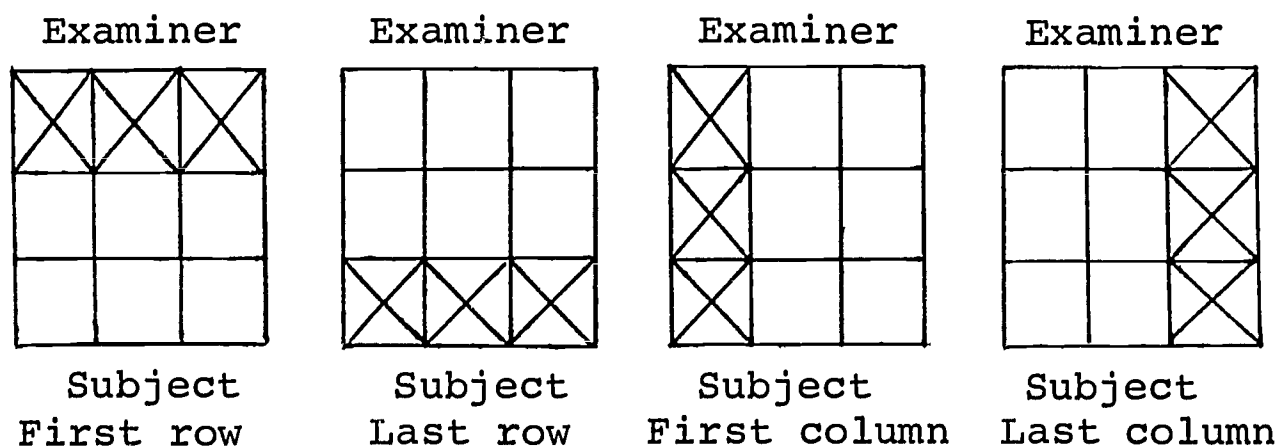 Examiner Examiner Examiner Examiner
Subject Subject Subject Subject
First row Last row First column Last column